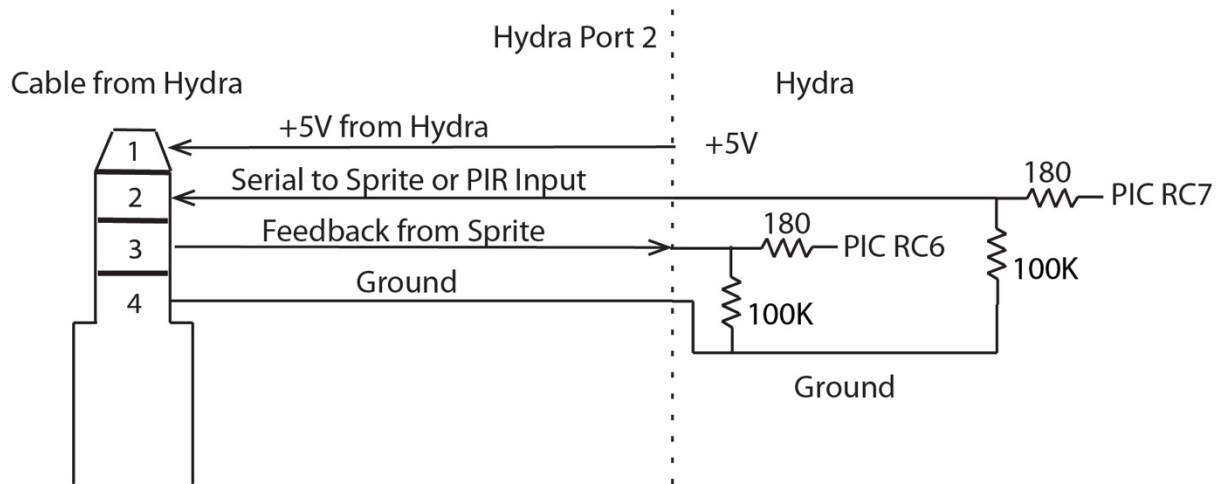 Hydra Port 2
Cable from Hydra
Hydra
+5V from Hydra
+5V
1
Serial to Sprite or PIR Input
180
PIC RC7
2
Feedback from Sprite
180
PIC RC6
3
100K
Ground
4
100K
Ground